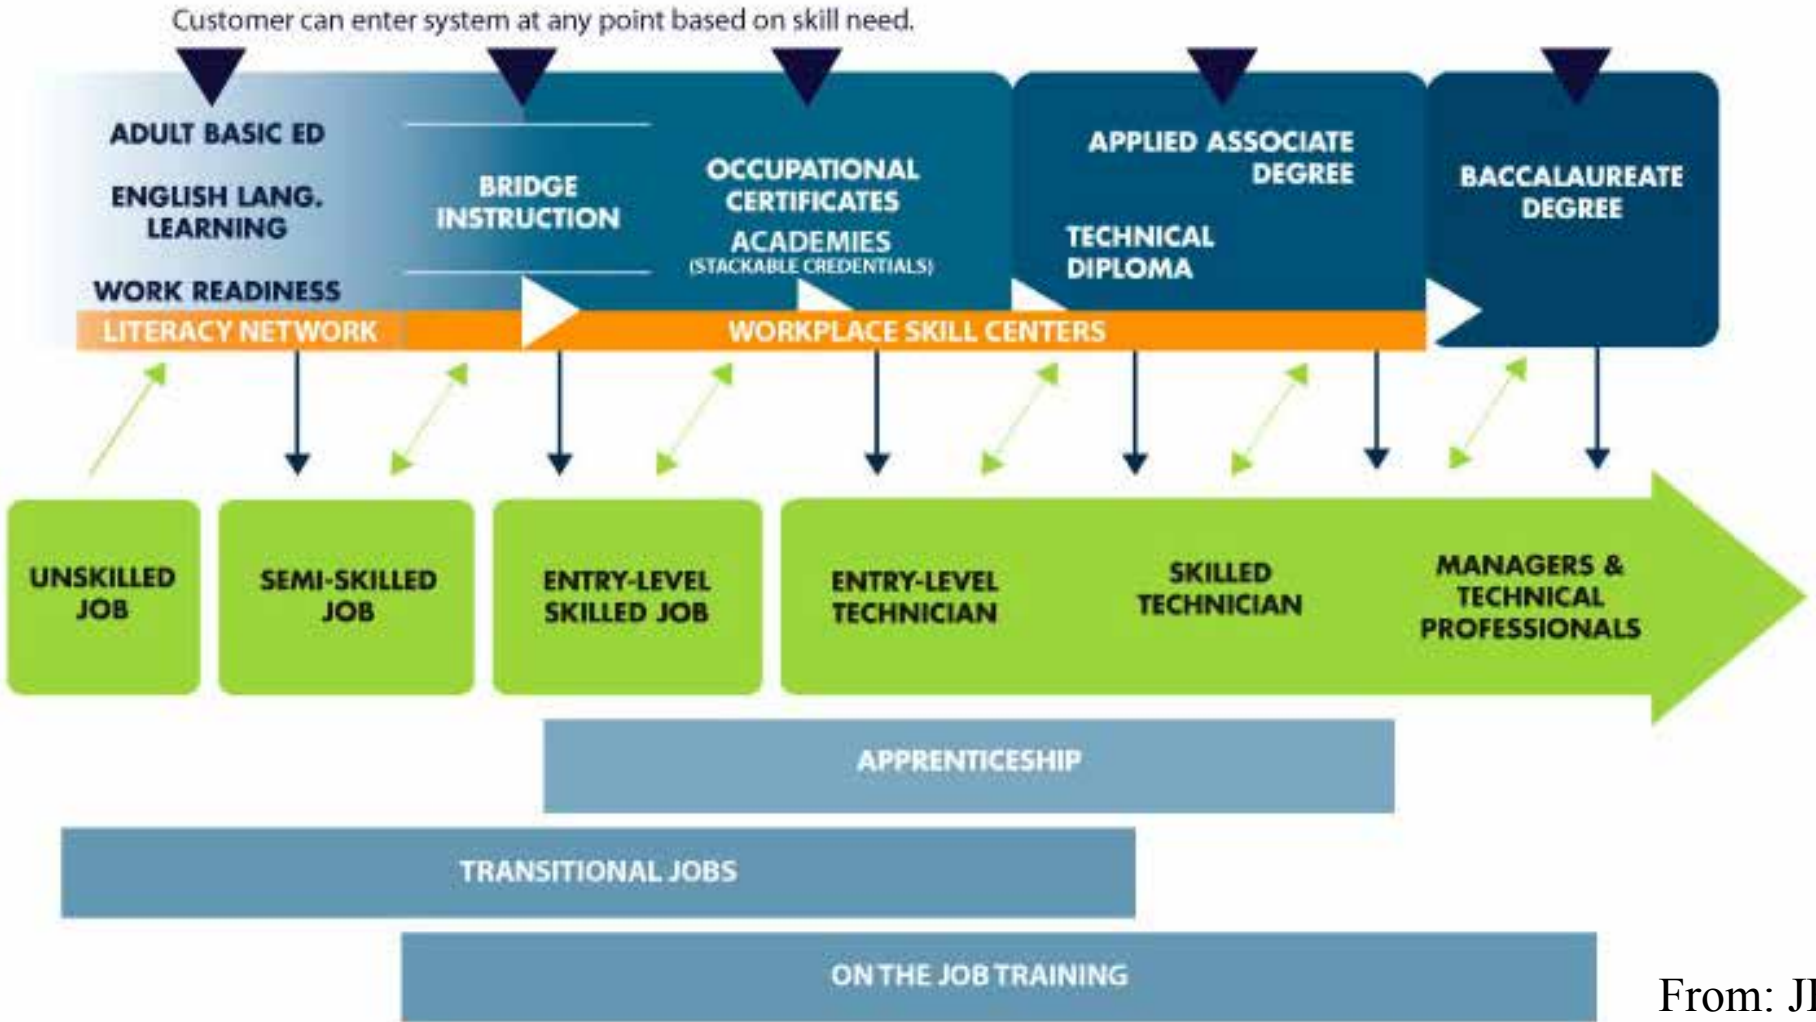 Customer can enter system at any point based on skill need.
ADULT BASIC ED
ENGLISH LANG.
LEARNING
WORK READINESS
BRIDGE
INSTRUCTION
OCCUPATIONAL
CERTIFICATES
ACADEMIES
(STACKABLE CREDENTIALS)
APPLIED ASSOCIATE
DEGREE
TECHNICAL
DIPLOMA
BACCALAUREATE
DEGREE
LITERACY NETWORK
WORKPLACE SKILL CENTERS
UNSKILLED
JOB
SEMI-SKILLED
JOB
ENTRY-LEVEL
SKILLED JOB
ENTRY-LEVEL
TECHNICIAN
SKILLED
TECHNICIAN
MANAGERS &
TECHNICAL
PROFESSIONALS
APPRENTICESHIP
TRANSITIONAL JOBS
ON THE JOB TRAINING
From: